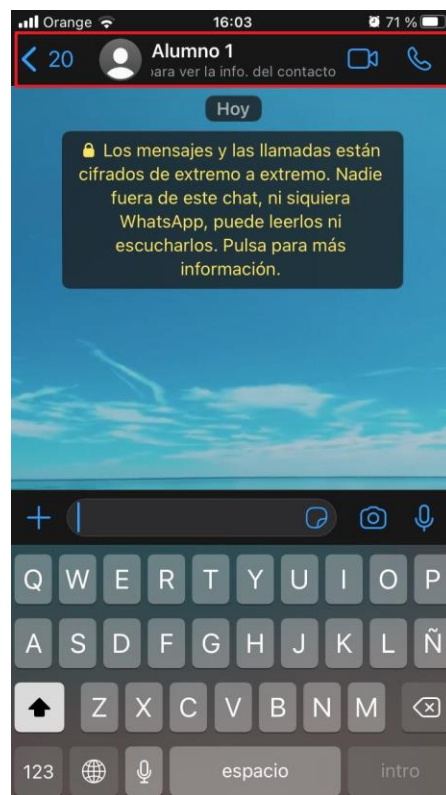 Orange 16:03 71 %
20 Alumno 1
para ver la info. del contacto
Hoy
Los mensajes y las llamadas están
cifrados de extremo a extremo. Nadie
fuera de este chat, ni siquiera
WhatsApp, puede leerlos ni
escucharlos. Pulsa para más
información.
Q W E R T Y U I O P
A S D F G H J K L Ñ
Z X C V B N M
123 espacio intro